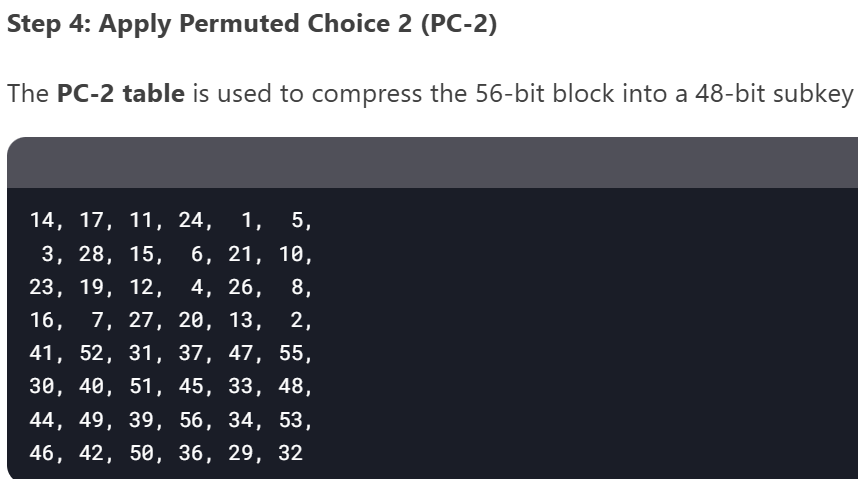 Step 4: Apply Permuted Choice 2 (PC-2)
The PC-2 table is used to compress the 56-bit block into a 48-bit subkey
14, 17, 11, 24, 1, 5,
3, 28, 15, 6, 21, 10,
23, 19, 12, 4, 26, 8,
16, 7, 27, 20, 13, 2,
41, 52, 31, 37, 47, 55,
30, 40, 51, 45, 33, 48,
44, 49, 39, 56, 34, 53,
46, 42, 50, 36, 29, 32